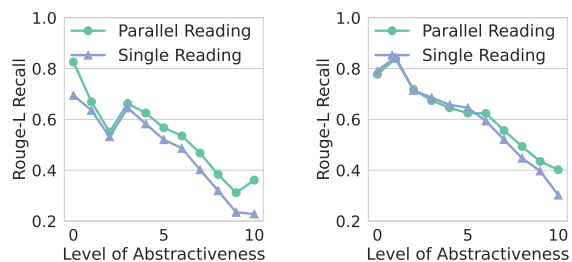 1.0
0.8
0.6
0.4
0.2
Rouge-L Recall
Parallel Reading
Single Reading
0 5 10
Level of Abstractiveness
1.0
0.8
0.6
0.4
0.2
Rouge-L Recall
Parallel Reading
Single Reading
0 5 10
Level of Abstractiveness